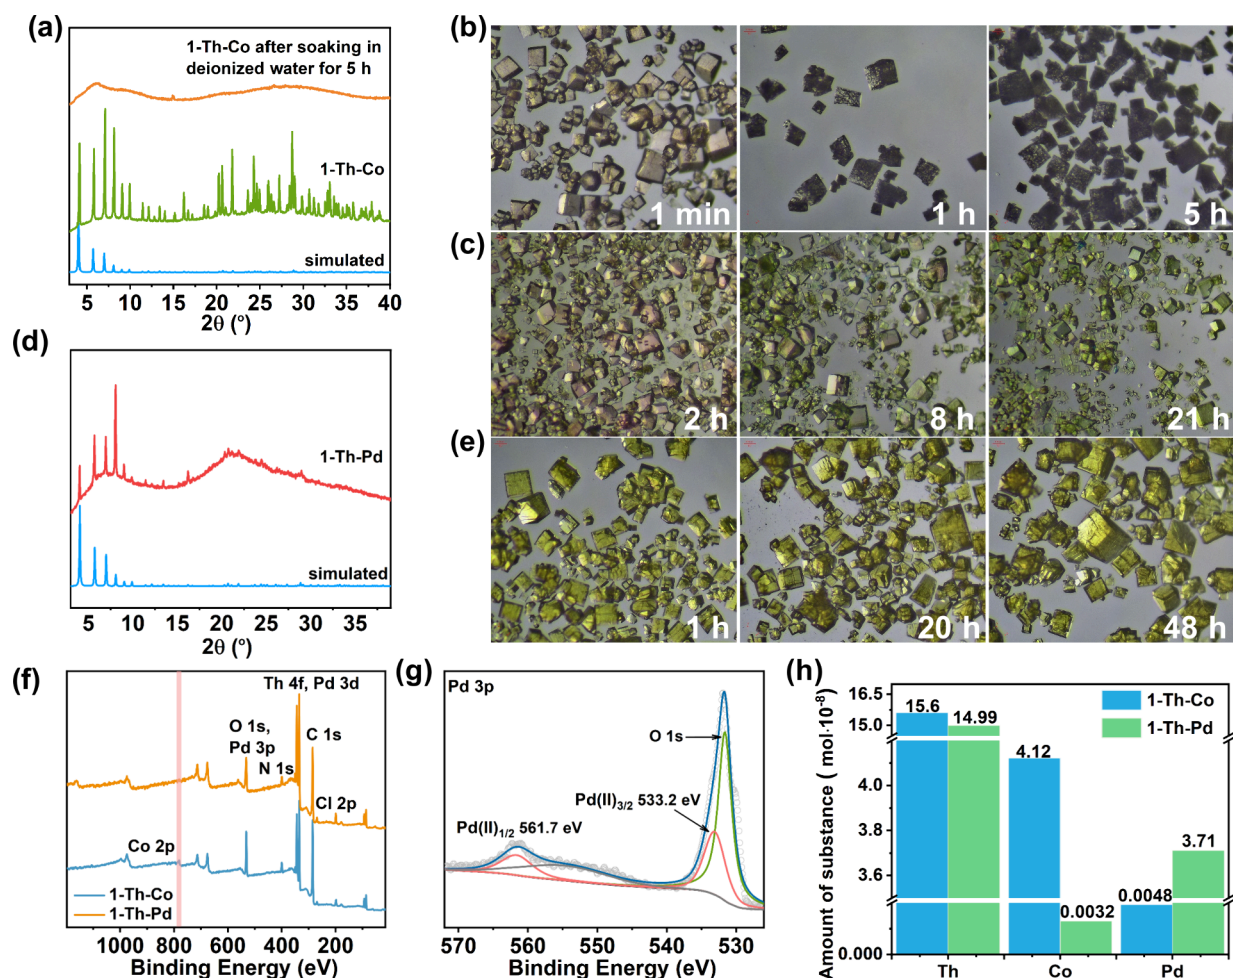 (a)
1-Th-Co after soaking in
deionized water for 5 h
1-Th-Co
simulated
5 10 15 20 25 30 35 40
2θ (°)
(b)
1 min
1 h
5 h
(c)
2 h
8 h
21 h
(d)
1-Th-Pd
simulated
5 10 15 20 25 30 35
2θ (°)
(e)
1 h
20 h
48 h
(f)
Th 4f, Pd 3d
O 1s,
Pd 3p
N 1s
C 1s
Cl 2p
Co 2p
1-Th-Co
1-Th-Pd
1000 800 600 400 200
Binding Energy (eV)
(g)
Pd 3p
O 1s
Pd(II)3/2 533.2 eV
Pd(II)1/2 561.7 eV
570 560 550 540 530
Binding Energy (eV)
(h)
Amount of substance ( mol·10-8)
16.5
15.0
4.0
3.8
3.6
0.000
1-Th-Co
1-Th-Pd
15.6
14.99
4.12
0.0032
0.0048
3.71
Th Co Pd